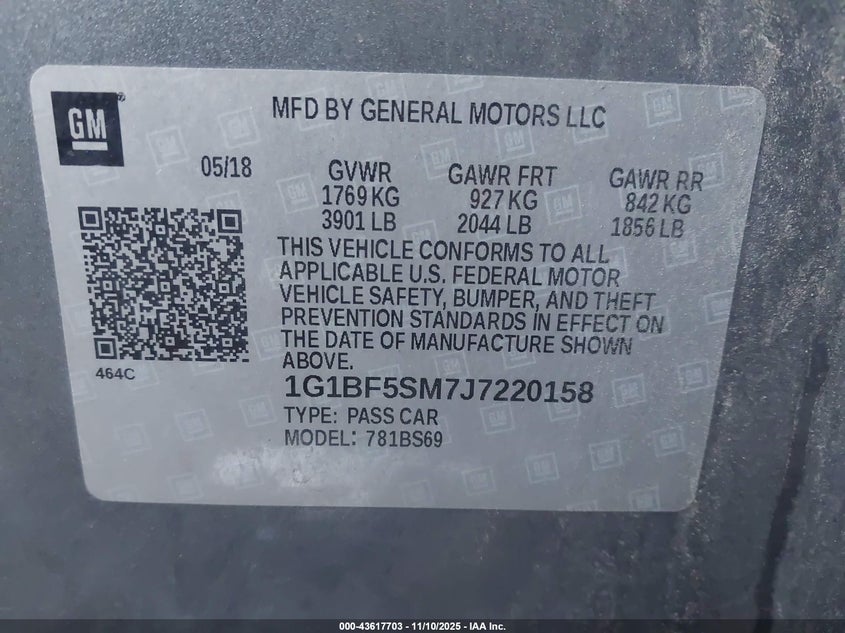 GM
MFD BY GENERAL MOTORS LLC
05/18 GVWR GAWR FRT GAWR RR
1769 KG 927 KG 842 KG
3901 LB 2044 LB 1856 LB
THIS VEHICLE CONFORMS TO ALL
APPLICABLE U.S. FEDERAL MOTOR
VEHICLE SAFETY, BUMPER, AND THEFT
PREVENTION STANDARDS IN EFFECT ON
THE DATE OF MANUFACTURE SHOWN
ABOVE.
464C
1G1BF5SM7J7220158
TYPE: PASS CAR
MODEL: 781BS69
000-43617703 - 11/10/2025 - IAA Inc.